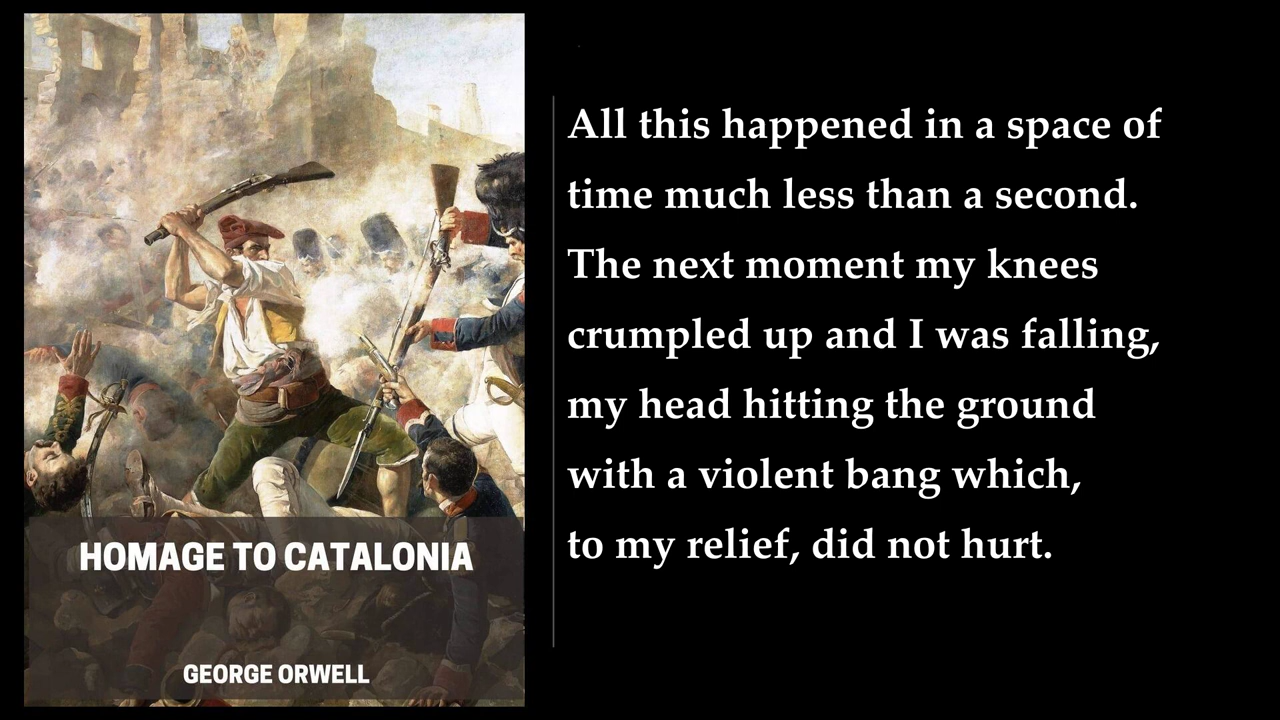 HOMAGE TO CATALONIA
GEORGE ORWELL
All this happened in a space of
time much less than a second.
The next moment my knees
crumpled up and I was falling,
my head hitting the ground
with a violent bang which,
to my relief, did not hurt.